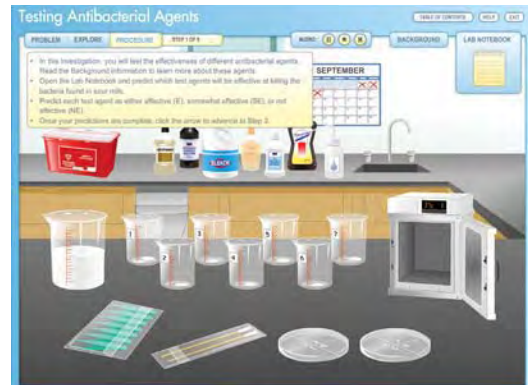 Testing Antibacterial Agents
TABLE OF CONTENTS
HELP
EXIT
PROBLEM
EXPLORE
PROCEDURE
STEP 1 OF 9
AUDIO:
BACKGROUND
LAB NOTEBOOK
• In this investigation, you will test the effectiveness of different antibacterial agents. Read the Background information to learn more about these agents.
• Open the Lab Notebook and predict which test agents will be effective at killing the bacteria found in sour milk.
• Predict each test agent as either effective (E), somewhat effective (SE), or not effective (NE).
• Once your predictions are complete, click the arrow to advance to Step 2.
SEPTEMBER
BLEACH
1
2
3
4
5
6
7